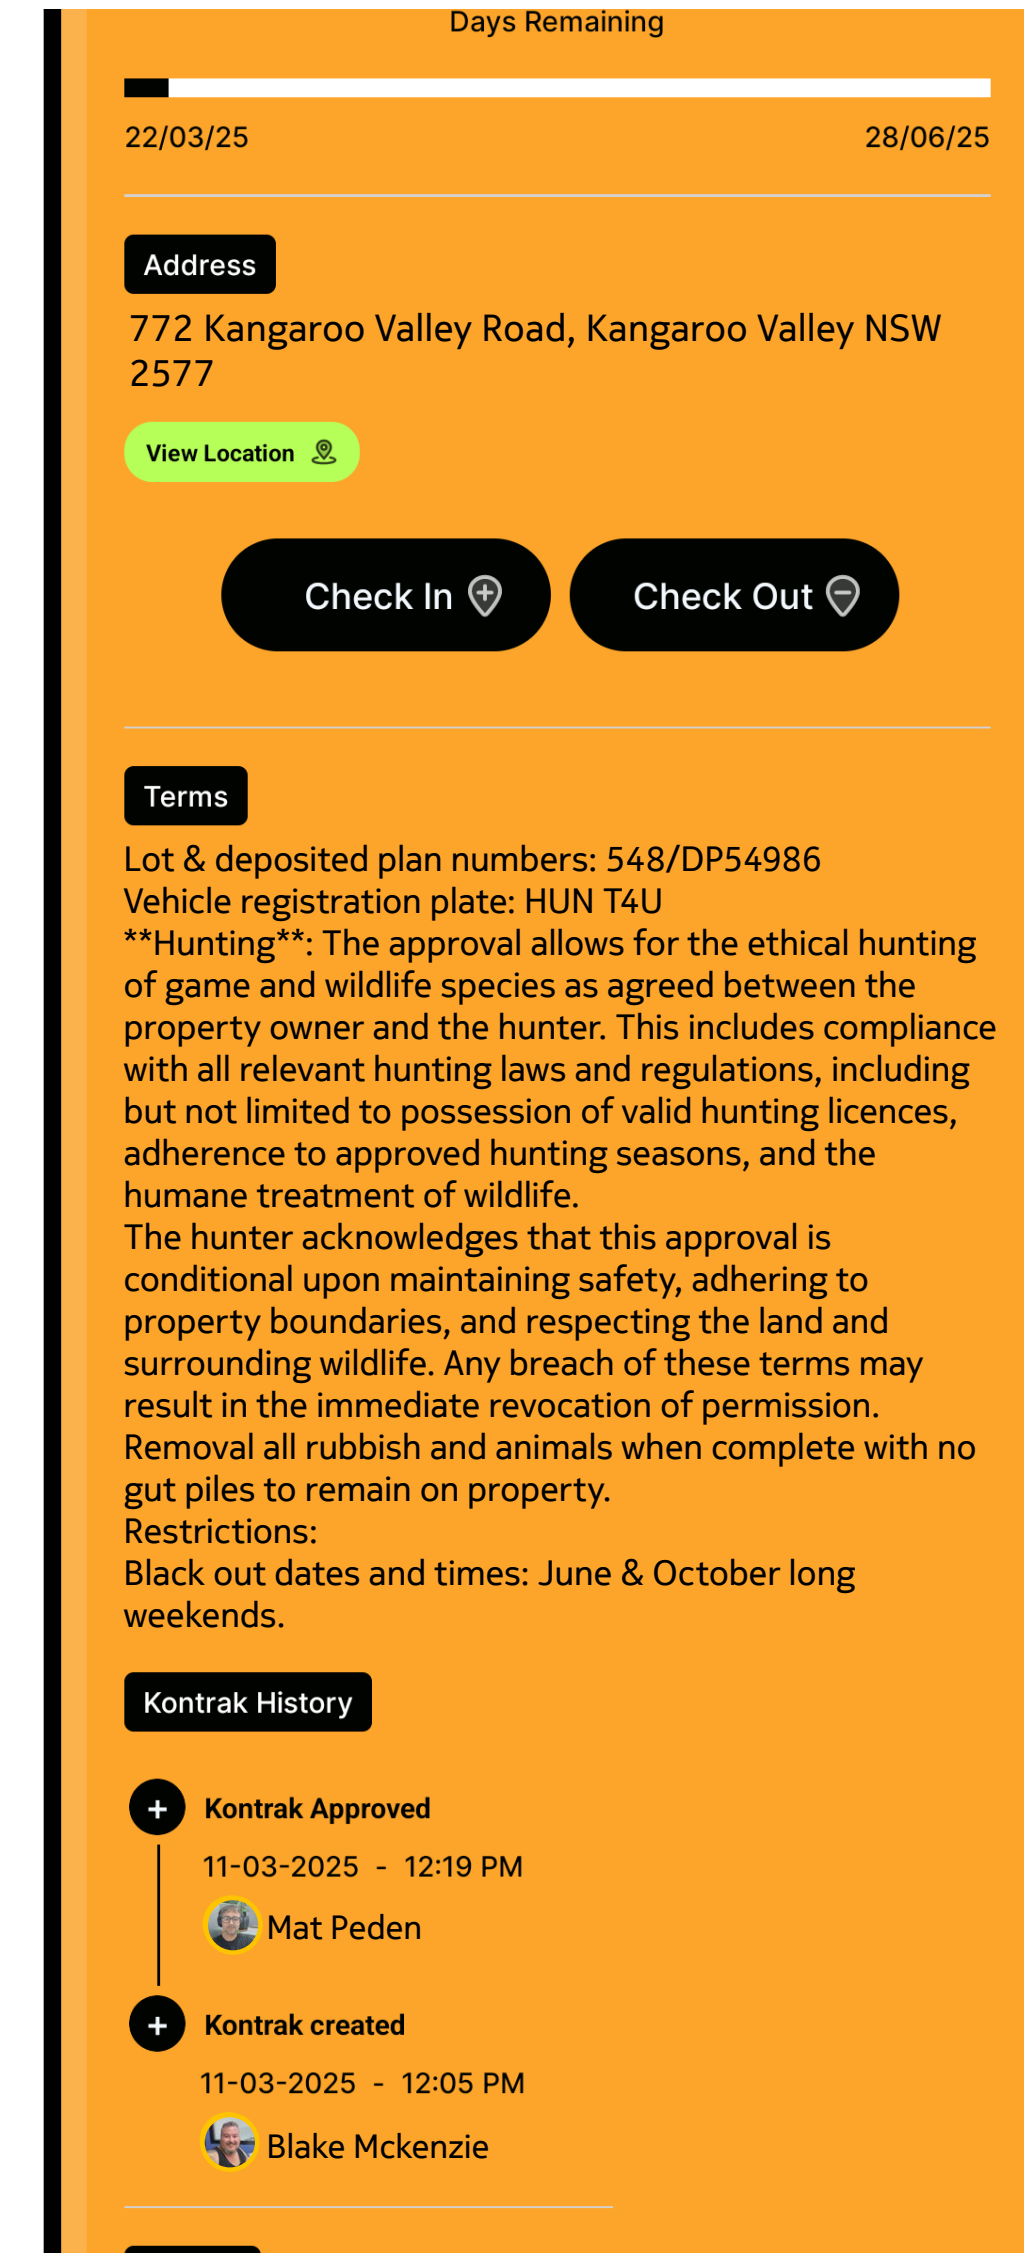 Days Remaining
22/03/25
28/06/25
Address
772 Kangaroo Valley Road, Kangaroo Valley NSW
2577
View Location
Check In
Check Out
Terms
Lot & deposited plan numbers: 548/DP54986
Vehicle registration plate: HUN T4U
**Hunting**: The approval allows for the ethical hunting
of game and wildlife species as agreed between the
property owner and the hunter. This includes compliance
with all relevant hunting laws and regulations, including
but not limited to possession of valid hunting licences,
adherence to approved hunting seasons, and the
humane treatment of wildlife.
The hunter acknowledges that this approval is
conditional upon maintaining safety, adhering to
property boundaries, and respecting the land and
surrounding wildlife. Any breach of these terms may
result in the immediate revocation of permission.
Removal all rubbish and animals when complete with no
gut piles to remain on property.
Restrictions:
Black out dates and times: June & October long
weekends.
Kontrak History
Kontrak Approved
11-03-2025 - 12:19 PM
Mat Peden
Kontrak created
11-03-2025 - 12:05 PM
Blake Mckenzie